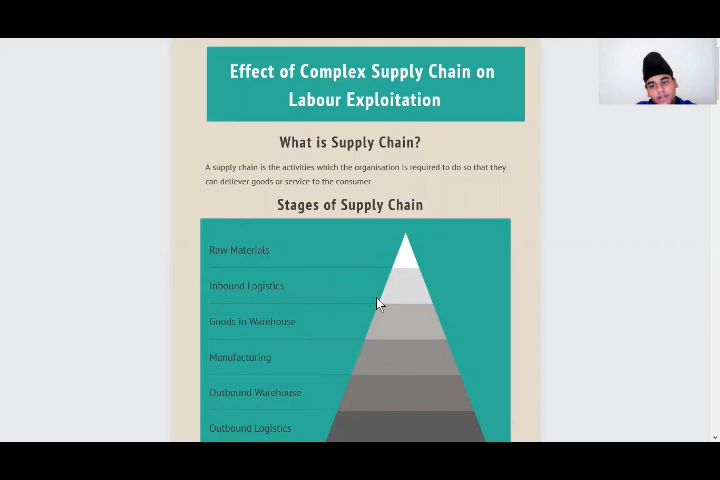 Effect of Complex Supply Chain on
Labour Exploitation
What is Supply Chain?
A supply chain is the activities which the organisation is required to do so that they
can deliever goods or service to the consumer
Stages of Supply Chain
Raw Materials
Inbound Logistics
Goods in Warehouse
Manufacturing
Outbound Warehouse
Outbound Logistics